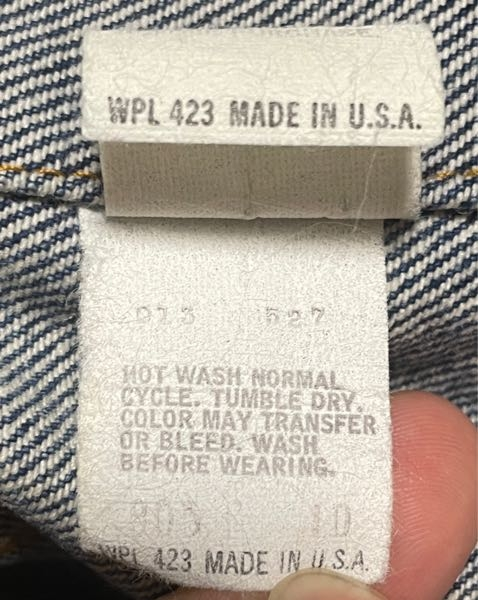 WPL 423 MADE IN U.S.A.
527
HOT WASH NORMAL
CYCLE. TUMBLE DRY.
COLOR MAY TRANSFER
OR BLEED. WASH
BEFORE WEARING.
WPL 423 MADE IN U.S.A.